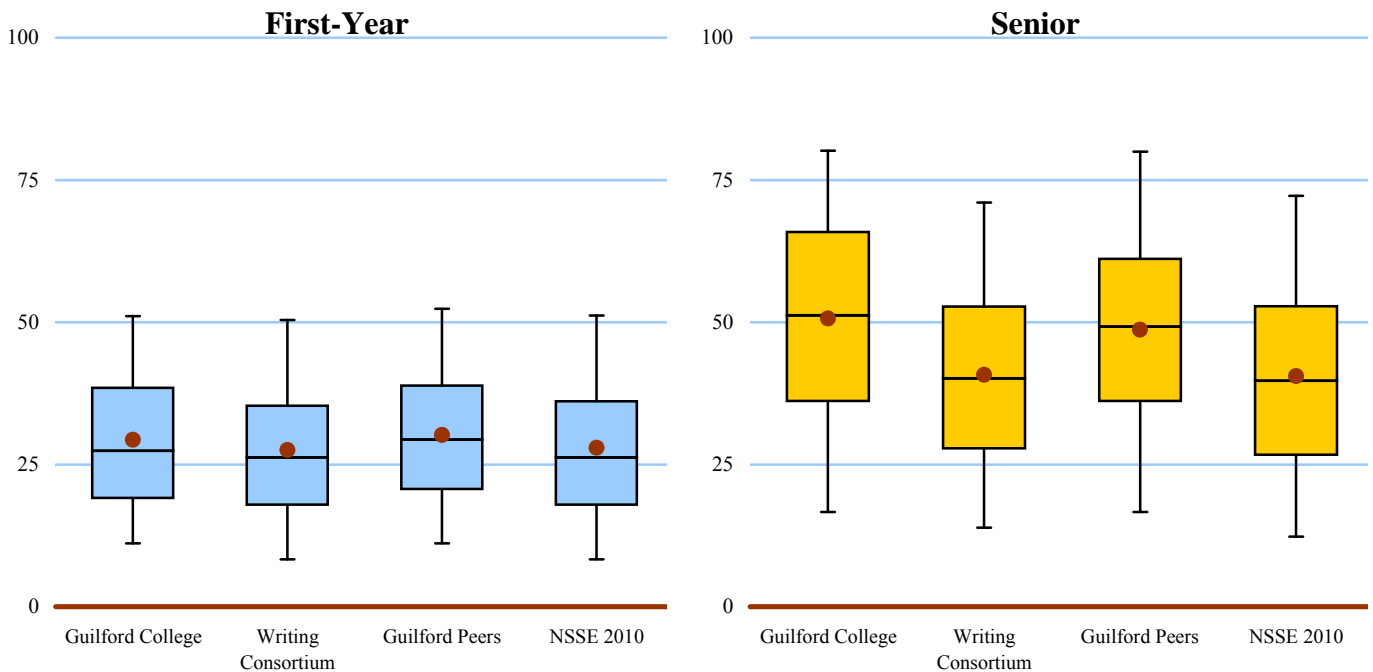 First-Year
100
75
50
25
0
Guilford College
Writing
Consortium
Guilford Peers
NSSE 2010
Senior
100
75
50
25
0
Guilford College
Writing
Consortium
Guilford Peers
NSSE 2010